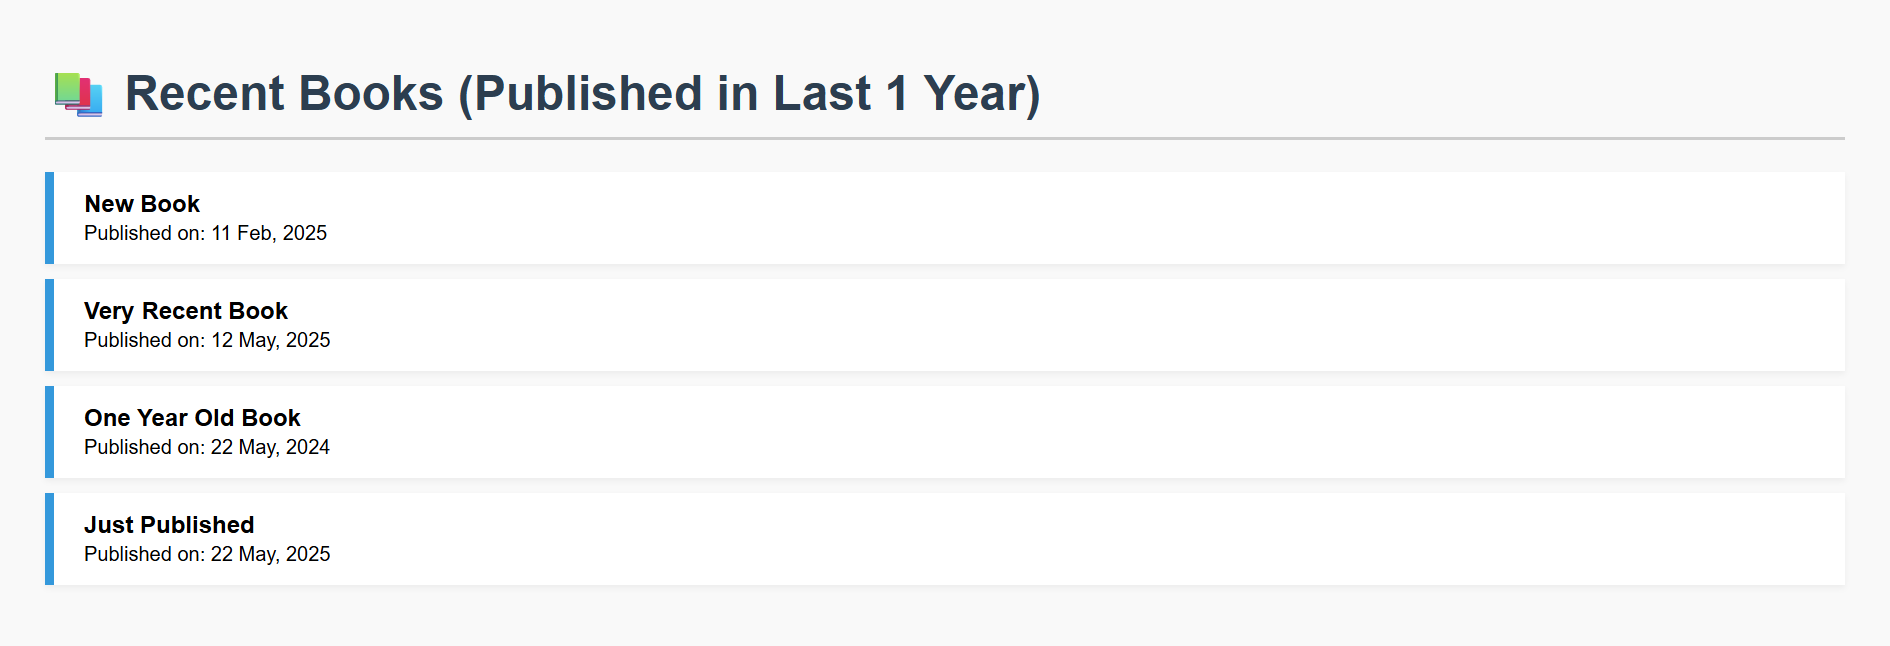 Recent Books (Published in Last 1 Year)
New Book
Published on: 11 Feb, 2025
Very Recent Book
Published on: 12 May, 2025
One Year Old Book
Published on: 22 May, 2024
Just Published
Published on: 22 May, 2025